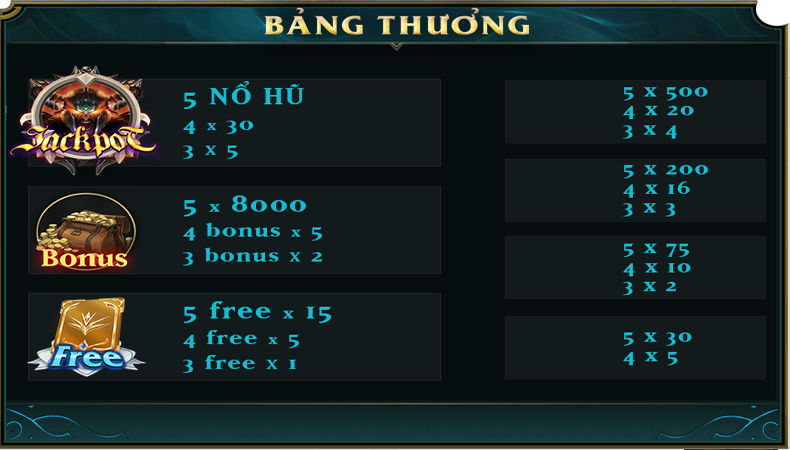 BẢNG THƯỞNG
Jackpot
5 NỔ HŨ
4 x 30
3 x 5
Bonus
5 x 8000
4 bonus x 5
3 bonus x 2
Free
5 free x 15
4 free x 5
3 free x 1
5 x 500
4 x 20
3 x 4
5 x 200
4 x 16
3 x 3
5 x 75
4 x 10
3 x 2
5 x 30
4 x 5